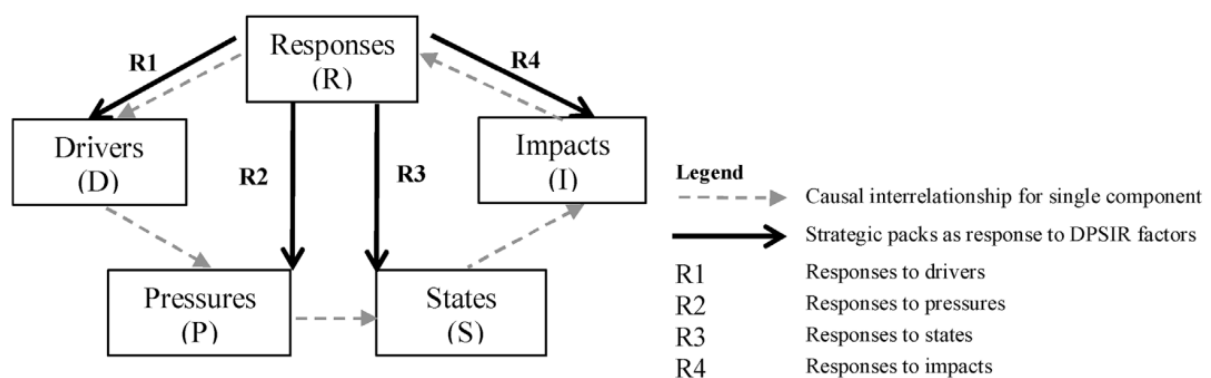 Responses
(R)
R1
R4
Drivers
(D)
Impacts
(I)
R2
R3
Pressures
(P)
States
(S)
Legend
Causal interrelationship for single component
Strategic packs as response to DPSIR factors
R1 Responses to drivers
R2 Responses to pressures
R3 Responses to states
R4 Responses to impacts